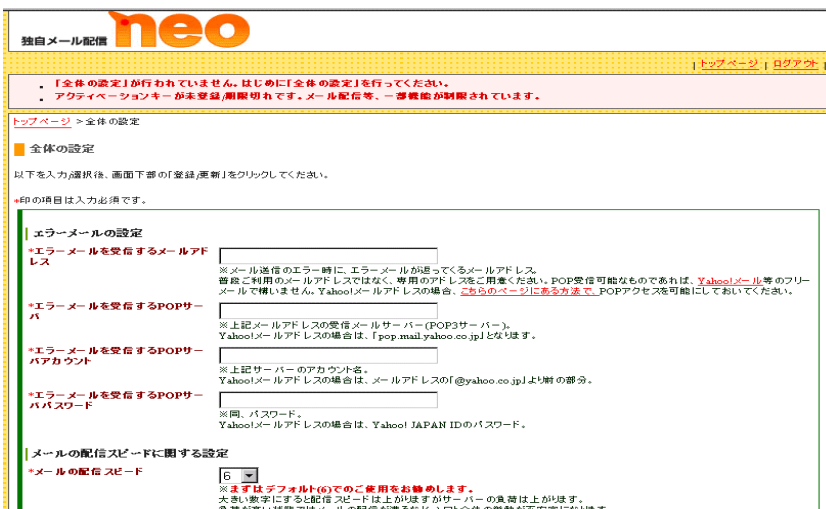 独自メール配信 neo
| トップページ | ログアウト |
「全体の設定」が行われていません。はじめに「全体の設定」を行ってください。
アクティベーションキーが未登録/期限切れです。メール配信等、一部機能が制限されています。
トップページ >全体の設定
全体の設定
以下を入力/選択後、画面下部の「登録/更新」をクリックしてください。
*印の項目は入力必須です。
エラーメールの設定
*エラーメールを受信するメールアド
レス
※メール送信のエラー時に、エラーメールが返ってくるメールアドレス。
普段ご利用のメールアドレスではなく、専用のアドレスをご用意ください。POP受信可能なものであれば、Yahoo!メール等のフリー
メールで構いません。Yahoo!メールアドレスの場合、こちらのページにある方法で、POPアクセスを可能にしておいてください。
*エラーメールを受信するPOPサー
バ
※上記メールアドレスの受信メールサーバー(POP3サーバー)。
Yahoo!メールアドレスの場合は、「pop.mail.yahoo.co.jp」となります。
*エラーメールを受信するPOPサー
バアカウント
※上記サーバーのアカウント名。
Yahoo!メールアドレスの場合は、メールアドレスの「@yahoo.co.jp」より前の部分。
*エラーメールを受信するPOPサー
バパスワード
※同、パスワード。
Yahoo!メールアドレスの場合は、Yahoo! JAPAN IDのパスワード。
メールの配信スピードに関する設定
*メールの配信スピード
6
※まずはデフォルト(6)でのご使用をお勧めします。
大きい数字にすると配信スピードは上がりますがサーバーの負荷は上がります。